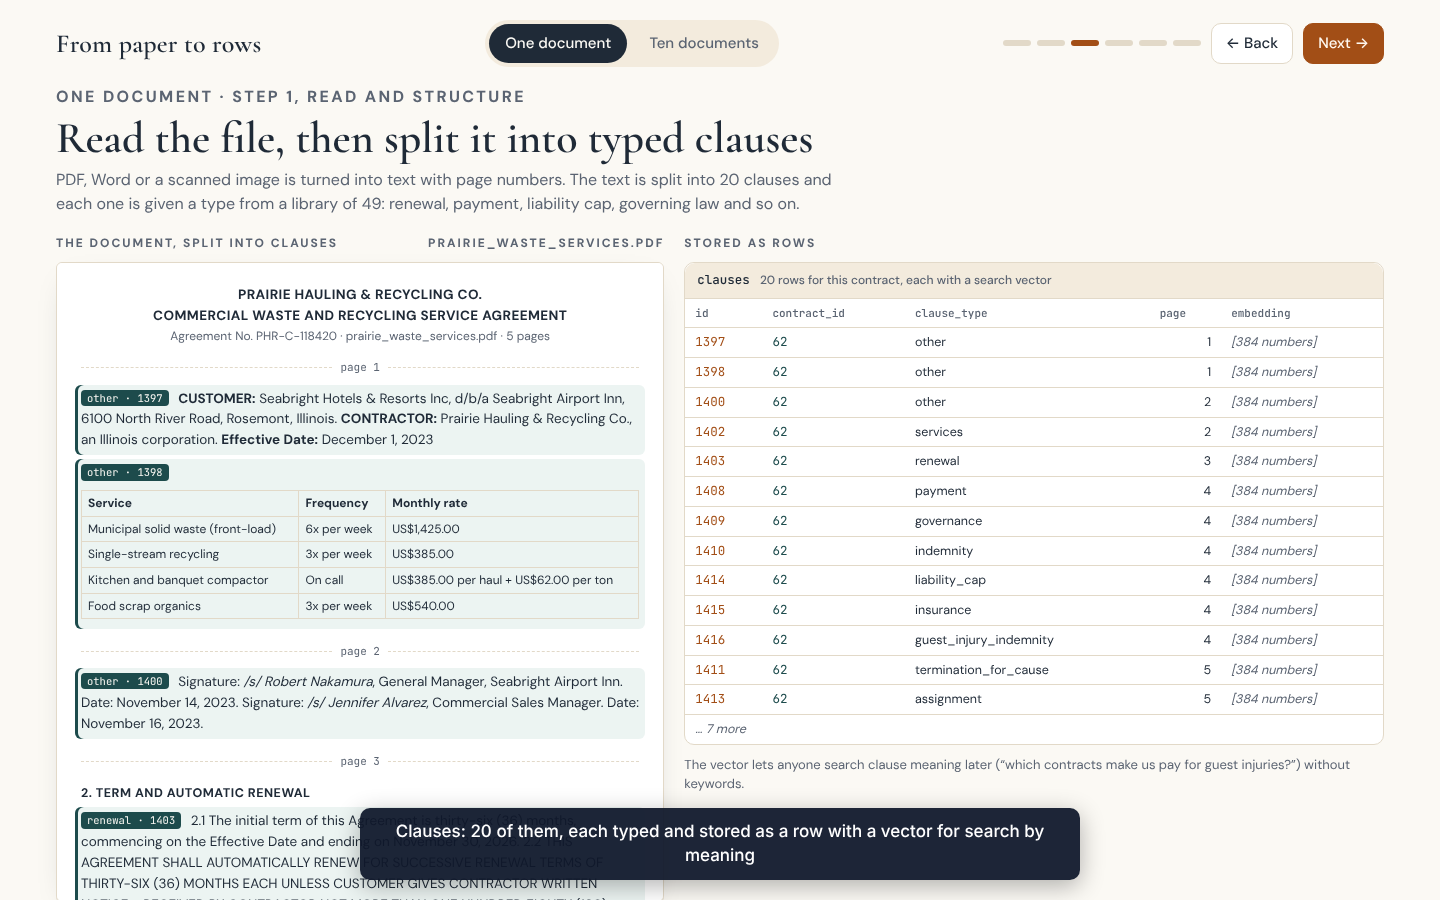 From paper to rows
One document
Ten documents
← Back
Next →
ONE DOCUMENT · STEP 1, READ AND STRUCTURE
Read the file, then split it into typed clauses
PDF, Word or a scanned image is turned into text with page numbers. The text is split into 20 clauses and
each one is given a type from a library of 49: renewal, payment, liability cap, governing law and so on.
THE DOCUMENT, SPLIT INTO CLAUSES PRAIRIE_WASTE_SERVICES.PDF
PRAIRIE HAULING & RECYCLING CO.
COMMERCIAL WASTE AND RECYCLING SERVICE AGREEMENT
Agreement No. PHR-C-118420 · prairie_waste_services.pdf · 5 pages
page 1
other · 1397 CUSTOMER: Seabright Hotels & Resorts Inc, d/b/a Seabright Airport Inn,
6100 North River Road, Rosemont, Illinois. CONTRACTOR: Prairie Hauling & Recycling Co.,
an Illinois corporation. Effective Date: December 1, 2023
other · 1398
Service Frequency Monthly rate
Municipal solid waste (front-load) 6x per week US$1,425.00
Single-stream recycling 3x per week US$385.00
Kitchen and banquet compactor On call US$385.00 per haul + US$62.00 per ton
Food scrap organics 3x per week US$540.00
page 2
other · 1400 Signature: /s/ Robert Nakamura, General Manager, Seabright Airport Inn.
Date: November 14, 2023. Signature: /s/ Jennifer Alvarez, Commercial Sales Manager. Date:
November 16, 2023.
page 3
2. TERM AND AUTOMATIC RENEWAL
renewal · 1403 2.1 The initial term of this Agreement is thirty-six (36) months,
commencing on the Effective Date and ending on November 30, 2026. 2.2 THIS
AGREEMENT SHALL AUTOMATICALLY RENEW FOR SUCCESSIVE RENEWAL TERMS OF
THIRTY-SIX (36) MONTHS EACH UNLESS CUSTOMER GIVES CONTRACTOR WRITTEN
STORED AS ROWS
clauses 20 rows for this contract, each with a search vector
id contract_id clause_type page embedding
1397 62 other 1 [384 numbers]
1398 62 other 1 [384 numbers]
1400 62 other 2 [384 numbers]
1402 62 services 2 [384 numbers]
1403 62 renewal 3 [384 numbers]
1408 62 payment 4 [384 numbers]
1409 62 governance 4 [384 numbers]
1410 62 indemnity 4 [384 numbers]
1414 62 liability_cap 4 [384 numbers]
1415 62 insurance 4 [384 numbers]
1416 62 guest_injury_indemnity 4 [384 numbers]
1411 62 termination_for_cause 5 [384 numbers]
1413 62 assignment 5 [384 numbers]
… 7 more
The vector lets anyone search clause meaning later (“which contracts make us pay for guest injuries?”) without
keywords.
Clauses: 20 of them, each typed and stored as a row with a vector for search by
meaning